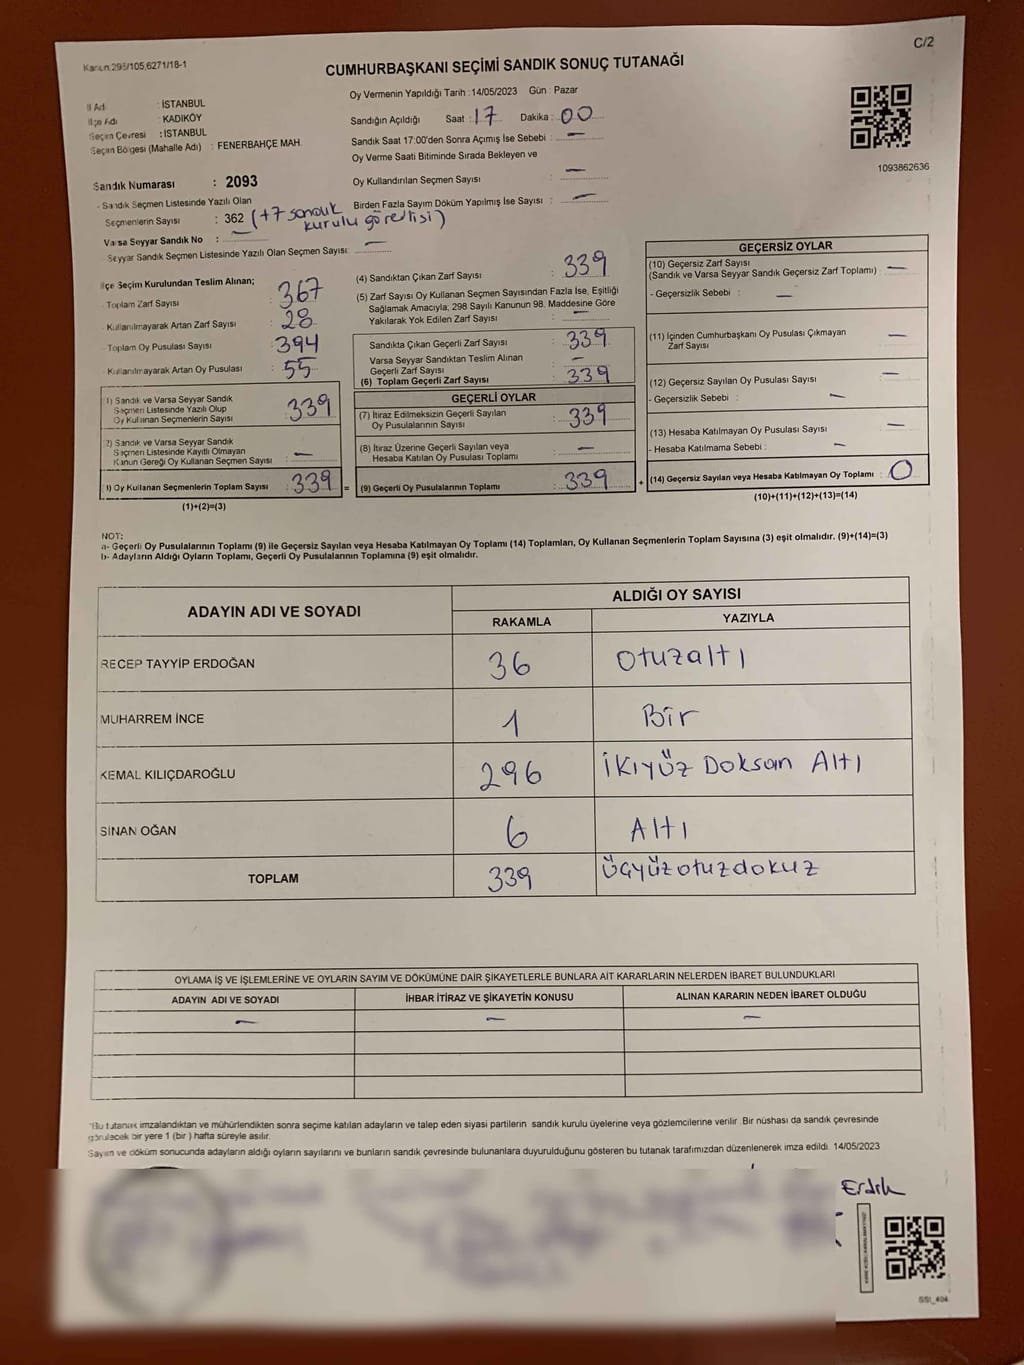 Kanun.298/105,6271/18-1
C/2
CUMHURBAŞKANI SEÇİMİ SANDIK SONUÇ TUTANAĞI
İl Adı : İSTANBUL
İlçe Adı : KADIKÖY
Seçim Çevresi : İSTANBUL
Seçim Bölgesi (Mahalle Adı) : FENERBAHÇE MAH.
Oy Vermenin Yapıldığı Tarih : 14/05/2023 Gün : Pazar
Sandığın Açıldığı Saat : 17 Dakika : 00
Sandık Saat 17:00'den Sonra Açımış İse Sebebi : —
Oy Verme Saati Bitiminde Sırada Bekleyen ve
Oy Kullandırılan Seçmen Sayısı : —
Birden Fazla Sayım Döküm Yapılmış İse Sayısı : —
1093862636
Sandık Numarası : 2093
- Sandık Seçmen Listesinde Yazılı Olan
Seçmenlerin Sayısı : 362 (+7 sandık kurulu görevlisi)
Varsa Seyyar Sandık No : —
- Seyyar Sandık Seçmen Listesinde Yazılı Olan Seçmen Sayısı: —
İlçe Seçim Kurulundan Teslim Alınan;
- Toplam Zarf Sayısı : 367
- Kullanılmayarak Artan Zarf Sayısı : 28
- Toplam Oy Pusulası Sayısı : 394
- Kullanılmayarak Artan Oy Pusulası : 55
1) Sandık ve Varsa Seyyar Sandık
Seçmen Listesinde Yazılı Olup
Oy Kullanan Seçmenlerin Sayısı : 339
2) Sandık ve Varsa Seyyar Sandık
Seçmen Listesinde Kayıtlı Olmayan
Kanun Gereği Oy Kullanan Seçmen Sayısı : —
3) Oy Kullanan Seçmenlerin Toplam Sayısı : 339 =
(1)+(2)=(3)
(4) Sandıktan Çıkan Zarf Sayısı : 339
(5) Zarf Sayısı Oy Kullanan Seçmen Sayısından Fazla İse, Eşitliği
Sağlamak Amacıyla; 298 Sayılı Kanunun 98. Maddesine Göre
Yakılarak Yok Edilen Zarf Sayısı : —
Sandıkta Çıkan Geçerli Zarf Sayısı : 339
Varsa Seyyar Sandıktan Teslim Alınan
Geçerli Zarf Sayısı : —
(6) Toplam Geçerli Zarf Sayısı : 339
GEÇERLİ OYLAR
(7) İtiraz Edilmeksizin Geçerli Sayılan
Oy Pusulalarının Sayısı : 339
(8) İtiraz Üzerine Geçerli Sayılan veya
Hesaba Katılan Oy Pusulası Toplamı : —
(9) Geçerli Oy Pusulalarının Toplamı : 339 +
GEÇERSİZ OYLAR
(10) Geçersiz Zarf Sayısı
(Sandık ve Varsa Seyyar Sandık Geçersiz Zarf Toplamı) : —
- Geçersizlik Sebebi : —
(11) İçinden Cumhurbaşkanı Oy Pusulası Çıkmayan
Zarf Sayısı : —
(12) Geçersiz Sayılan Oy Pusulası Sayısı : —
- Geçersizlik Sebebi : —
(13) Hesaba Katılmayan Oy Pusulası Sayısı : —
- Hesaba Katılmama Sebebi : —
(14) Geçersiz Sayılan veya Hesaba Katılmayan Oy Toplamı : 0
(10)+(11)+(12)+(13)=(14)
NOT:
a- Geçerli Oy Pusulalarının Toplamı (9) ile Geçersiz Sayılan veya Hesaba Katılmayan Oy Toplamı (14) Toplamları, Oy Kullanan Seçmenlerin Toplam Sayısına (3) eşit olmalıdır. (9)+(14)=(3)
b- Adayların Aldığı Oyların Toplamı, Geçerli Oy Pusulalarının Toplamına (9) eşit olmalıdır.
ADAYIN ADI VE SOYADI
ALDIĞI OY SAYISI
RAKAMLA YAZIYLA
RECEP TAYYİP ERDOĞAN 36 Otuzaltı
MUHARREM İNCE 1 Bir
KEMAL KILIÇDAROĞLU 296 İkiyüz Doksan Altı
SİNAN OĞAN 6 Altı
TOPLAM 339 Üçyüzotuzdokuz
OYLAMA İŞ VE İŞLEMLERİNE VE OYLARIN SAYIM VE DÖKÜMÜNE DAİR ŞİKAYETLERLE BUNLARA AİT KARARLARIN NELERDEN İBARET BULUNDUKLARI
ADAYIN ADI VE SOYADI İHBAR İTİRAZ VE ŞİKAYETİN KONUSU ALINAN KARARIN NEDEN İBARET OLDUĞU
— — —
*Bu tutanak imzalandıktan ve mühürlendikten sonra seçime katılan adayların ve talep eden siyasi partilerin sandık kurulu üyelerine veya gözlemcilerine verilir. Bir nüshası da sandık çevresinde
görülecek bir yere 1 (bir ) hafta süreyle asılır.
Sayım ve döküm sonucunda adayların aldığı oyların sayılarını ve bunların sandık çevresinde bulunanlara duyurulduğunu gösteren bu tutanak tarafımızdan düzenlenerek imza edildi. 14/05/2023
SSI_404